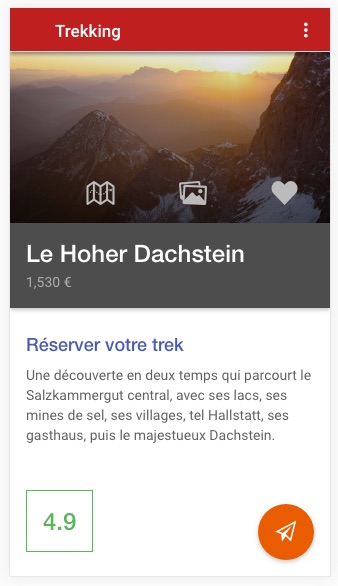 Trekking
Le Hoher Dachstein
1,530 €
Réserver votre trek
Une découverte en deux temps qui parcourt le
Salzkammergut central, avec ses lacs, ses
mines de sel, ses villages, tel Hallstatt, ses
gasthaus, puis le majestueux Dachstein.
4.9